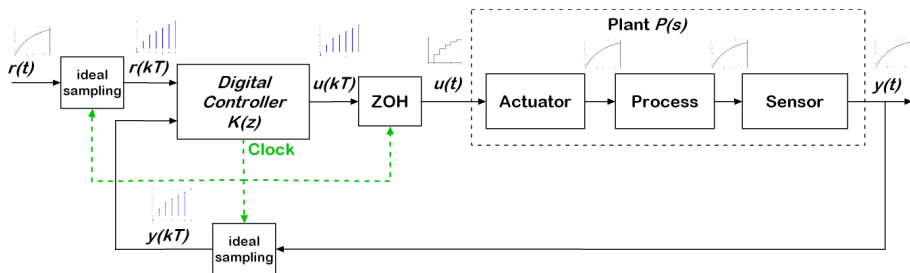 Plant P(s)
r(t)
ideal
sampling
r(kT)
Digital
Controller
K(z)
u(kT)
ZOH
u(t)
Actuator
Process
Sensor
y(t)
Clock
y(kT)
ideal
sampling